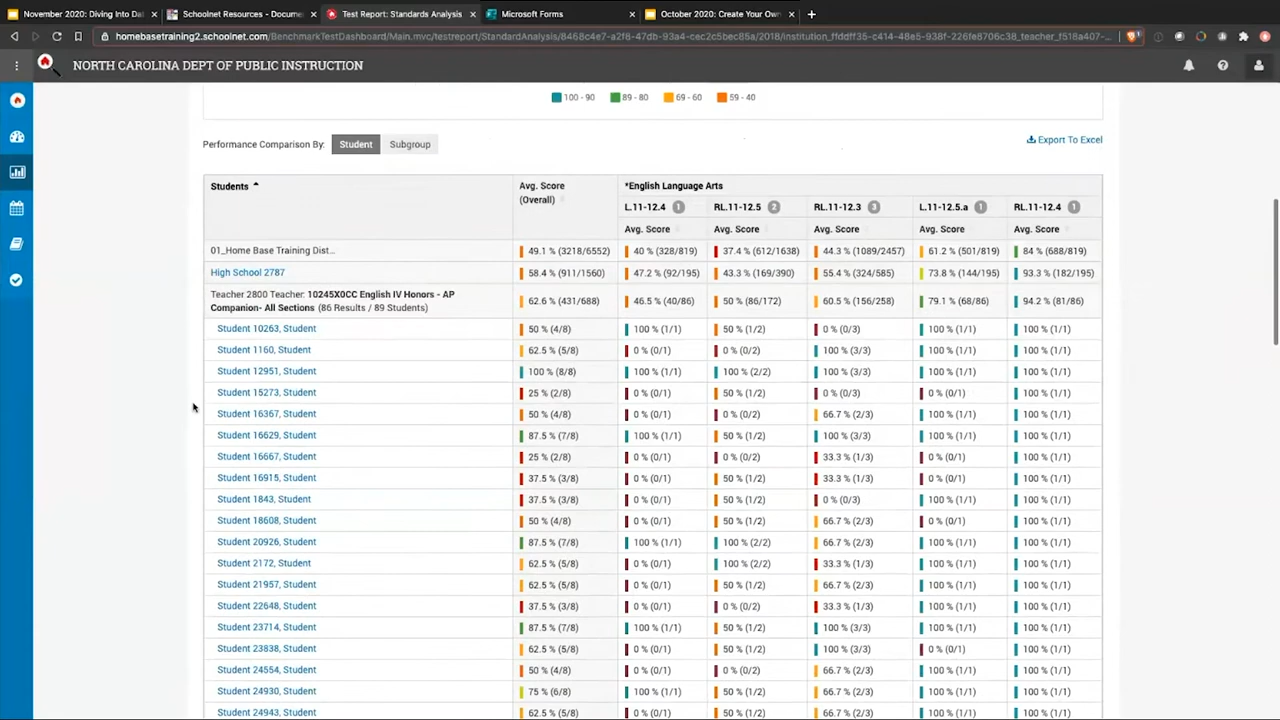 November 2020: Diving Into Dat
Schoolnet Resources - Docume
Test Report: Standards Analysis
Microsoft Forms
October 2020: Create Your Own
homebasetraining2.schoolnet.com/BenchmarkTestDashboard/Main.mvc/testreport/StandardAnalysis/
NORTH CAROLINA DEPT OF PUBLIC INSTRUCTION
100 - 90 89 - 80 69 - 60 59 - 40
Performance Comparison By: Student Subgroup Export To Excel
Students Avg. Score (Overall) *English Language Arts
L.11-12.4 1 RL.11-12.5 2 RL.11-12.3 3 L.11-12.5.a 1 RL.11-12.4 1
Avg. Score Avg. Score Avg. Score Avg. Score Avg. Score
01_Home Base Training Dist... 49.1 % (3218/6552) 40 % (328/819) 37.4 % (612/1638) 44.3 % (1089/2457) 61.2 % (501/819) 84 % (688/819)
High School 2787 58.4 % (911/1560) 47.2 % (92/195) 43.3 % (169/390) 55.4 % (324/585) 73.8 % (144/195) 93.3 % (182/195)
Teacher 2800 Teacher: 10245X0CC English IV Honors - AP
Companion- All Sections (86 Results / 89 Students) 62.6 % (431/688) 46.5 % (40/86) 50 % (86/172) 60.5 % (156/258) 79.1 % (68/86) 94.2 % (81/86)
Student 10263, Student 50 % (4/8) 100 % (1/1) 50 % (1/2) 0 % (0/3) 100 % (1/1) 100 % (1/1)
Student 1160, Student 62.5 % (5/8) 0 % (0/1) 0 % (0/2) 100 % (3/3) 100 % (1/1) 100 % (1/1)
Student 12951, Student 100 % (8/8) 100 % (1/1) 100 % (2/2) 100 % (3/3) 100 % (1/1) 100 % (1/1)
Student 15273, Student 25 % (2/8) 0 % (0/1) 50 % (1/2) 0 % (0/3) 0 % (0/1) 100 % (1/1)
Student 16367, Student 50 % (4/8) 0 % (0/1) 0 % (0/2) 66.7 % (2/3) 100 % (1/1) 100 % (1/1)
Student 16629, Student 87.5 % (7/8) 100 % (1/1) 50 % (1/2) 100 % (3/3) 100 % (1/1) 100 % (1/1)
Student 16667, Student 25 % (2/8) 0 % (0/1) 0 % (0/2) 33.3 % (1/3) 0 % (0/1) 100 % (1/1)
Student 16915, Student 37.5 % (3/8) 0 % (0/1) 50 % (1/2) 33.3 % (1/3) 0 % (0/1) 100 % (1/1)
Student 1843, Student 37.5 % (3/8) 0 % (0/1) 50 % (1/2) 0 % (0/3) 100 % (1/1) 100 % (1/1)
Student 18608, Student 50 % (4/8) 0 % (0/1) 50 % (1/2) 66.7 % (2/3) 0 % (0/1) 100 % (1/1)
Student 20926, Student 87.5 % (7/8) 100 % (1/1) 100 % (2/2) 66.7 % (2/3) 100 % (1/1) 100 % (1/1)
Student 2172, Student 62.5 % (5/8) 0 % (0/1) 100 % (2/2) 33.3 % (1/3) 100 % (1/1) 100 % (1/1)
Student 21957, Student 62.5 % (5/8) 0 % (0/1) 50 % (1/2) 66.7 % (2/3) 100 % (1/1) 100 % (1/1)
Student 22648, Student 37.5 % (3/8) 0 % (0/1) 0 % (0/2) 33.3 % (1/3) 100 % (1/1) 100 % (1/1)
Student 23714, Student 87.5 % (7/8) 100 % (1/1) 50 % (1/2) 100 % (3/3) 100 % (1/1) 100 % (1/1)
Student 23838, Student 62.5 % (5/8) 0 % (0/1) 50 % (1/2) 100 % (3/3) 0 % (0/1) 100 % (1/1)
Student 24554, Student 50 % (4/8) 0 % (0/1) 0 % (0/2) 66.7 % (2/3) 100 % (1/1) 100 % (1/1)
Student 24930, Student 75 % (6/8) 100 % (1/1) 50 % (1/2) 66.7 % (2/3) 100 % (1/1) 100 % (1/1)
Student 24943, Student 62.5 % (5/8) 0 % (0/1) 50 % (1/2) 66.7 % (2/3) 100 % (1/1) 100 % (1/1)